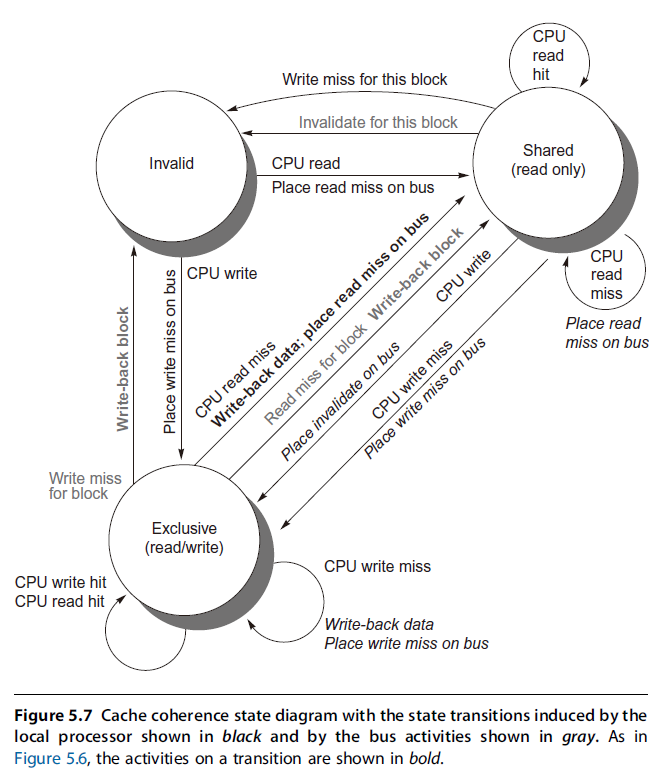 CPU
read
hit
Write miss for this block
Invalidate for this block
Invalid
Shared
(read only)
CPU read
Place read miss on bus
CPU write
Place write miss on bus
CPU
read
miss
Place read
miss on bus
CPU read miss
Write-back data; place read miss on bus
Read miss for block Write-back block
CPU write
Place invalidate on bus
CPU write miss
Place write miss on bus
Write-back block
Write miss
for block
Exclusive
(read/write)
CPU write hit
CPU read hit
CPU write miss
Write-back data
Place write miss on bus
Figure 5.7 Cache coherence state diagram with the state transitions induced by the
local processor shown in black and by the bus activities shown in gray. As in
Figure 5.6, the activities on a transition are shown in bold.